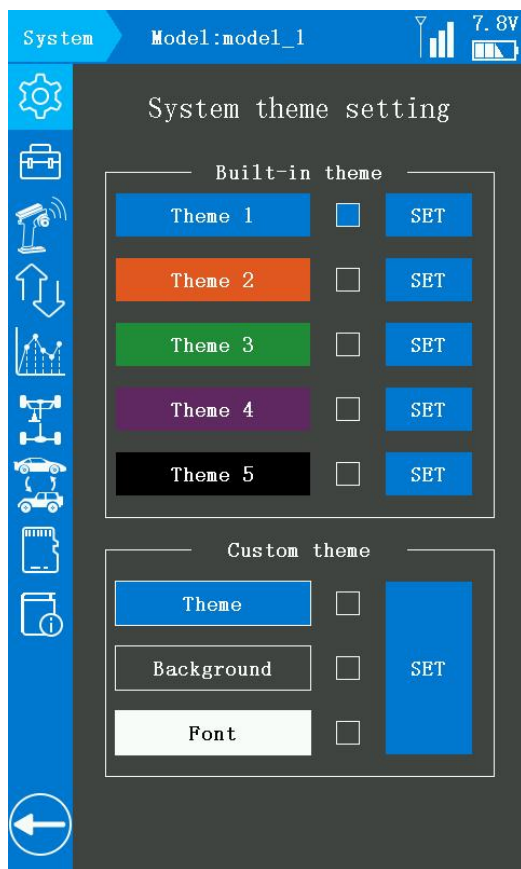 System
Model:model_1
7.8V
System theme setting
Built-in theme
Theme 1
SET
Theme 2
SET
Theme 3
SET
Theme 4
SET
Theme 5
SET
Custom theme
Theme
Background
SET
Font